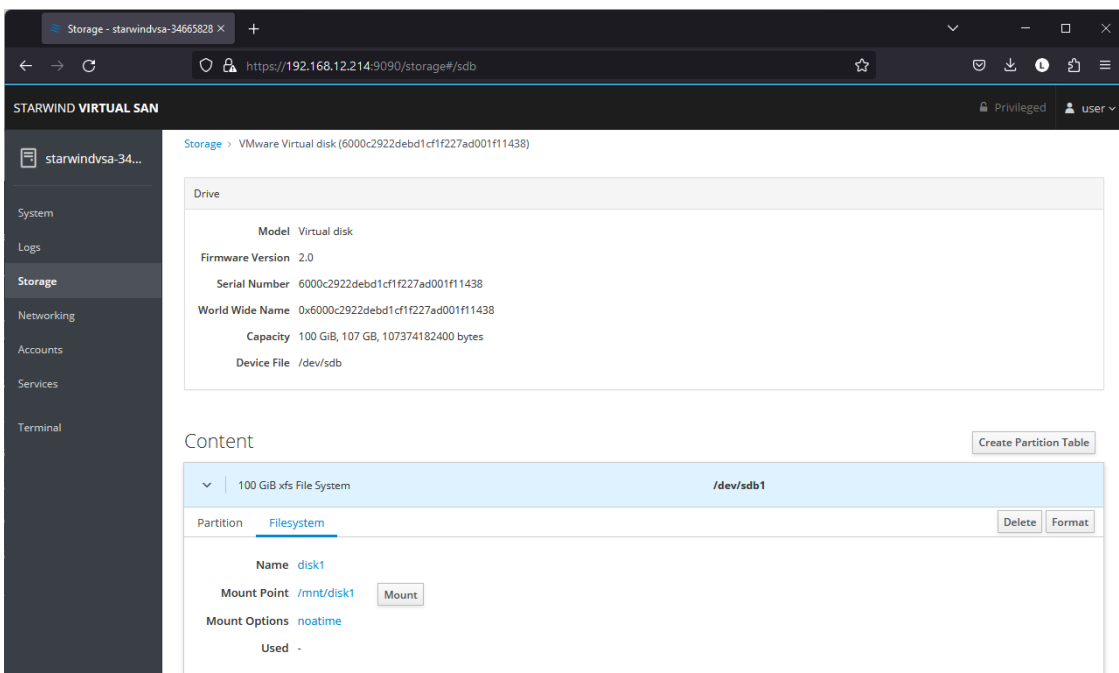 Storage - starwindvsa-34665828
https://192.168.12.214:9090/storage#/sdb
L
STARWIND VIRTUAL SAN
Privileged
user
starwindvsa-34...
System
Logs
Storage
Networking
Accounts
Services
Terminal
Storage > VMware Virtual disk (6000c2922debd1cf1f227ad001f11438)
Drive
Model Virtual disk
Firmware Version 2.0
Serial Number 6000c2922debd1cf1f227ad001f11438
World Wide Name 0x6000c2922debd1cf1f227ad001f11438
Capacity 100 GiB, 107 GB, 107374182400 bytes
Device File /dev/sdb
Content
Create Partition Table
100 GiB xfs File System /dev/sdb1
Partition Filesystem Delete Format
Name disk1
Mount Point /mnt/disk1 Mount
Mount Options noatime
Used -